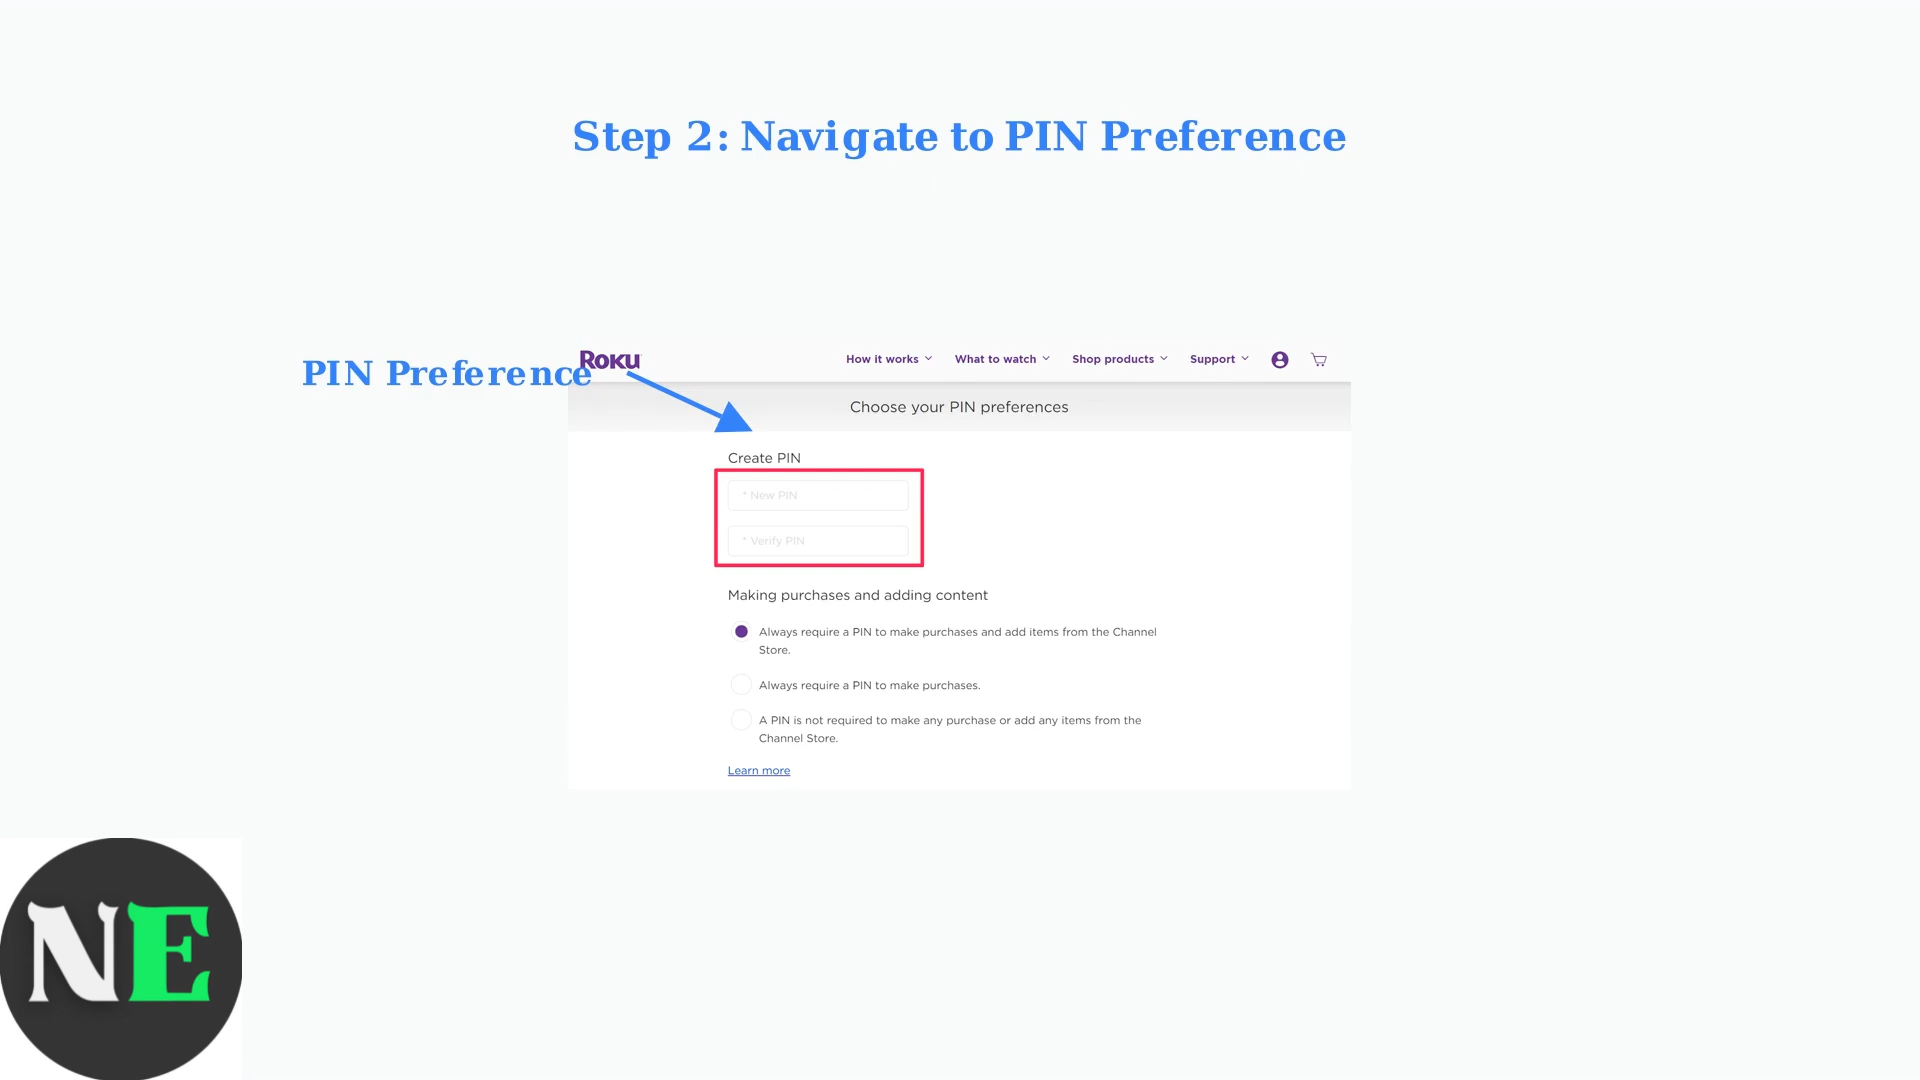 Step 2: Navigate to PIN Preference
PIN Preference
Roku
How it works
What to watch
Shop products
Support
Choose your PIN preferences
Create PIN
* New PIN
* Verify PIN
Making purchases and adding content
Always require a PIN to make purchases and add items from the Channel
Store.
Always require a PIN to make purchases.
A PIN is not required to make any purchase or add any items from the
Channel Store.
Learn more
NE